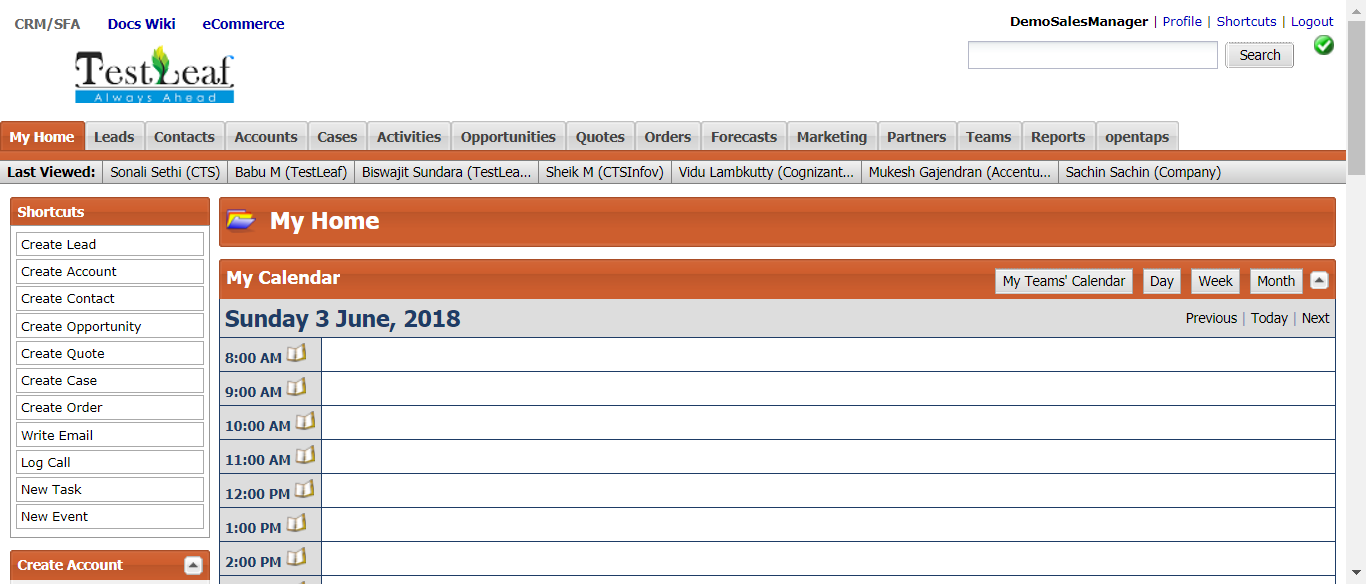 CRM/SFA Docs Wiki eCommerce
DemoSalesManager | Profile | Shortcuts | Logout
Search
TestLeaf
Always Ahead
My Home Leads Contacts Accounts Cases Activities Opportunities Quotes Orders Forecasts Marketing Partners Teams Reports opentaps
Last Viewed: Sonali Sethi (CTS) Babu M (TestLeaf) Biswajit Sundara (TestLea... Sheik M (CTSInfov) Vidu Lambkutty (Cognizant... Mukesh Gajendran (Accentu... Sachin Sachin (Company)
Shortcuts
Create Lead
Create Account
Create Contact
Create Opportunity
Create Quote
Create Case
Create Order
Write Email
Log Call
New Task
New Event
Create Account
My Home
My Calendar
My Teams' Calendar Day Week Month
Sunday 3 June, 2018
Previous | Today | Next
8:00 AM
9:00 AM
10:00 AM
11:00 AM
12:00 PM
1:00 PM
2:00 PM